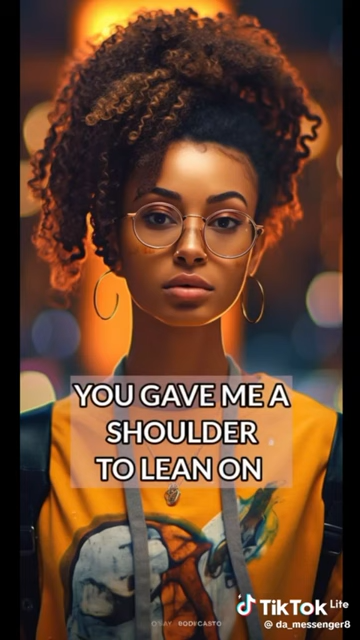 YOU GAVE ME A
SHOULDER
TO LEAN ON
TikTok Lite
@ da_messenger8